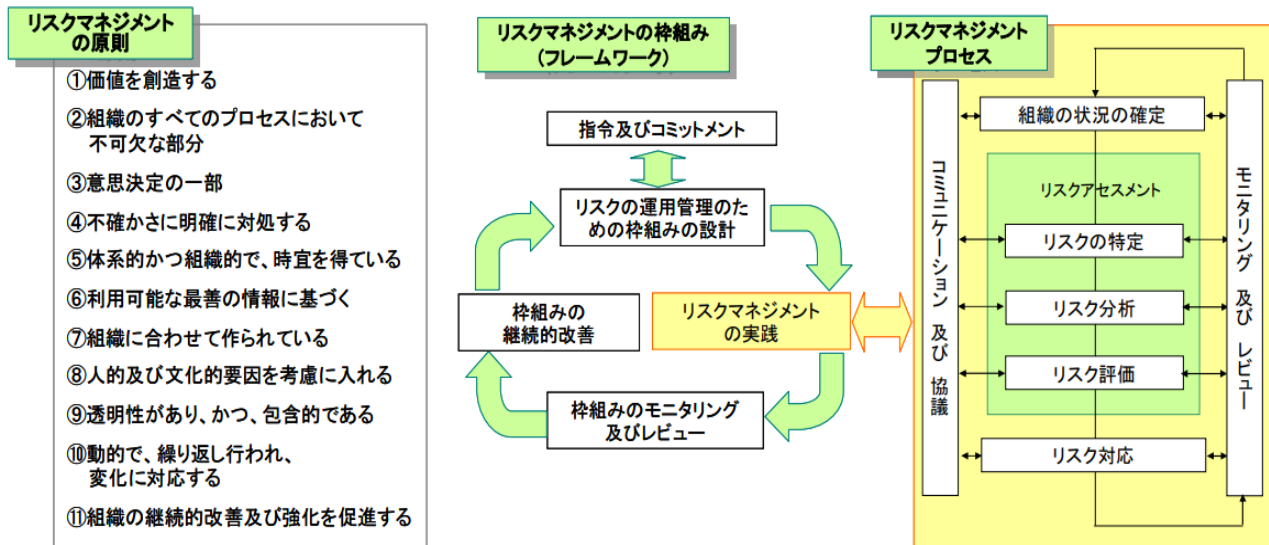 リスクマネジメント
の原則
①価値を創造する
②組織のすべてのプロセスにおいて
不可欠な部分
③意思決定の一部
④不確かさに明確に対処する
⑤体系的かつ組織的で、時宜を得ている
⑥利用可能な最善の情報に基づく
⑦組織に合わせて作られている
⑧人的及び文化的要因を考慮に入れる
⑨透明性があり、かつ、包含的である
⑩動的で、繰り返し行われ、
変化に対応する
⑪組織の継続的改善及び強化を促進する
リスクマネジメントの枠組み
(フレームワーク)
指令及びコミットメント
リスクの運用管理のた
めの枠組みの設計
枠組みの
継続的改善
リスクマネジメント
の実践
枠組みのモニタリング
及びレビュー
リスクマネジメント
プロセス
コミュニケーション 及び 協議
組織の状況の確定
リスクアセスメント
リスクの特定
リスク分析
リスク評価
リスク対応
モニタリング 及び レビュー